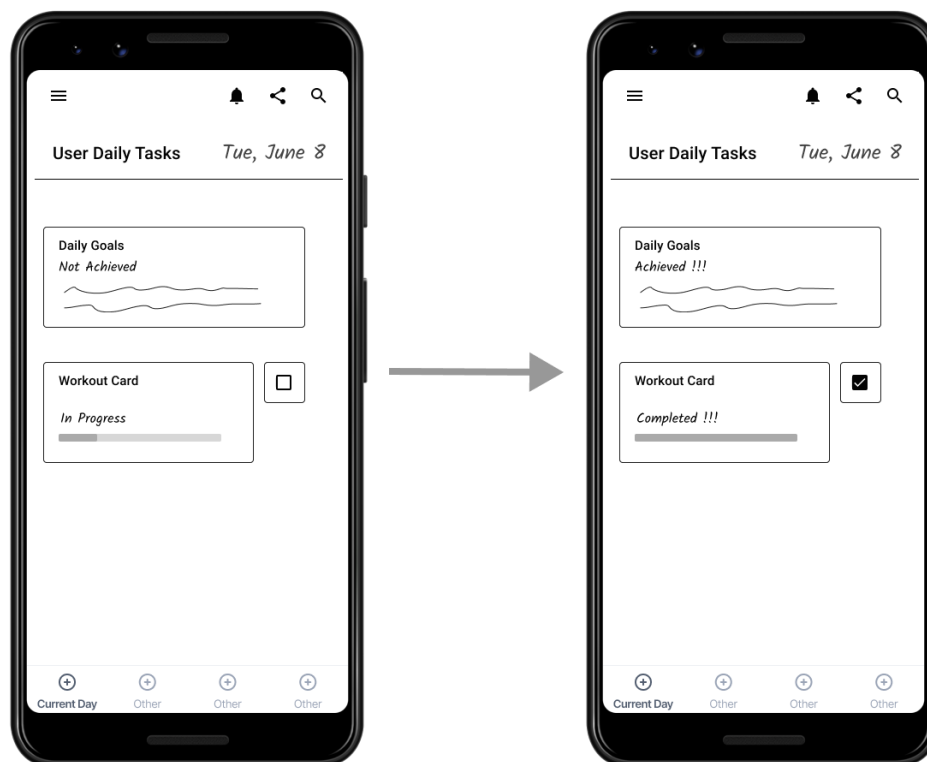 User Daily Tasks Tue, June 8
Daily Goals
Not Achieved
Workout Card
In Progress
Current Day Other Other Other
User Daily Tasks Tue, June 8
Daily Goals
Achieved !!!
Workout Card
Completed !!!
Current Day Other Other Other